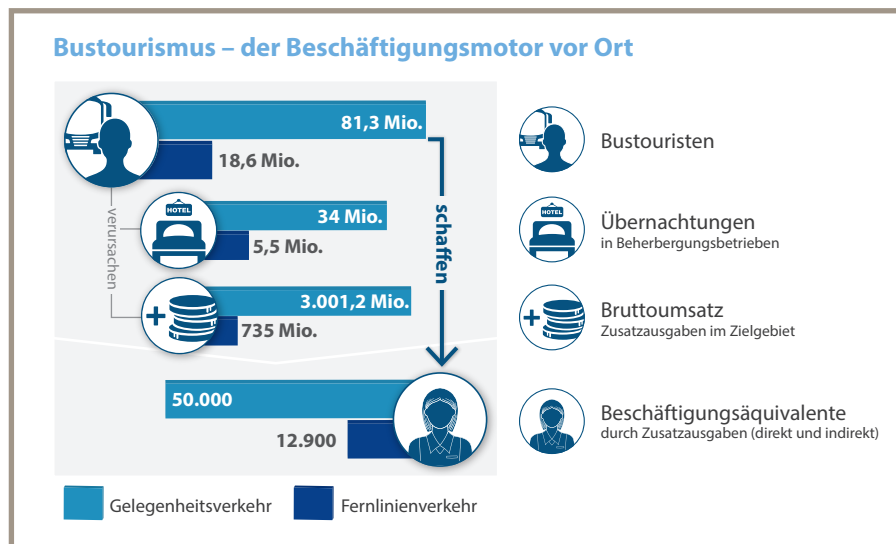 Bustourismus – der Beschäftigungsmotor vor Ort
81,3 Mio.
18,6 Mio.
verursachen
HOTEL
34 Mio.
5,5 Mio.
3.001,2 Mio.
735 Mio.
schaffen
50.000
12.900
Bustouristen
HOTEL
Übernachtungen
in Beherbergungsbetrieben
Bruttoumsatz
Zusatzausgaben im Zielgebiet
Beschäftigungsäquivalente
durch Zusatzausgaben (direkt und indirekt)
Gelegenheitsverkehr
Fernlinienverkehr